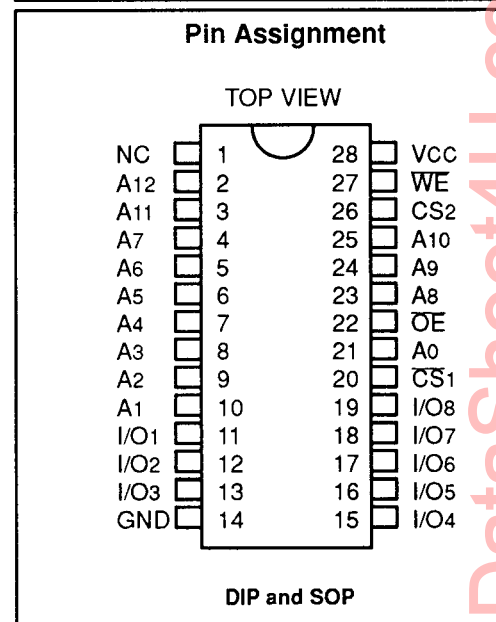 Pin Assignment
TOP VIEW
NC 1 28 VCC
A12 2 27 W̅E̅
A11 3 26 CS2
A7 4 25 A10
A6 5 24 A9
A5 6 23 A8
A4 7 22 O̅E̅
A3 8 21 A0
A2 9 20 C̅S̅1
A1 10 19 I/O8
I/O1 11 18 I/O7
I/O2 12 17 I/O6
I/O3 13 16 I/O5
GND 14 15 I/O4
DIP and SOP
DataSheet4U.co